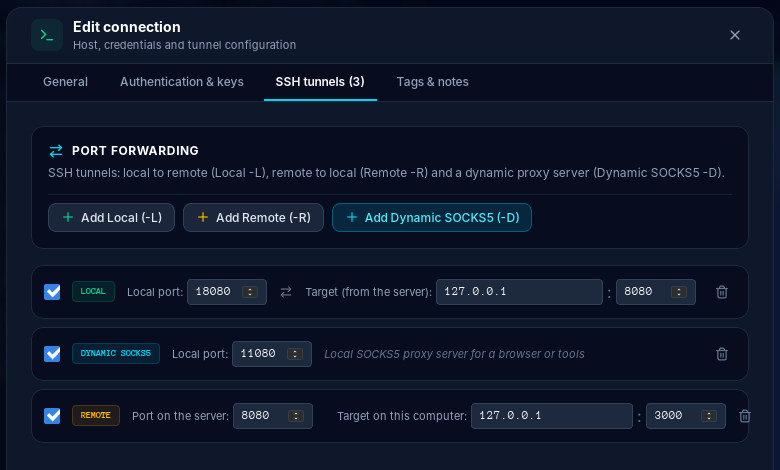 Edit connection
Host, credentials and tunnel configuration
General Authentication & keys SSH tunnels (3) Tags & notes
PORT FORWARDING
SSH tunnels: local to remote (Local -L), remote to local (Remote -R) and a dynamic proxy server (Dynamic SOCKS5 -D).
Add Local (-L) Add Remote (-R) Add Dynamic SOCKS5 (-D)
LOCAL Local port: 18080 Target (from the server): 127.0.0.1 : 8080
DYNAMIC SOCKS5 Local port: 11080 Local SOCKS5 proxy server for a browser or tools
REMOTE Port on the server: 8080 Target on this computer: 127.0.0.1 : 3000